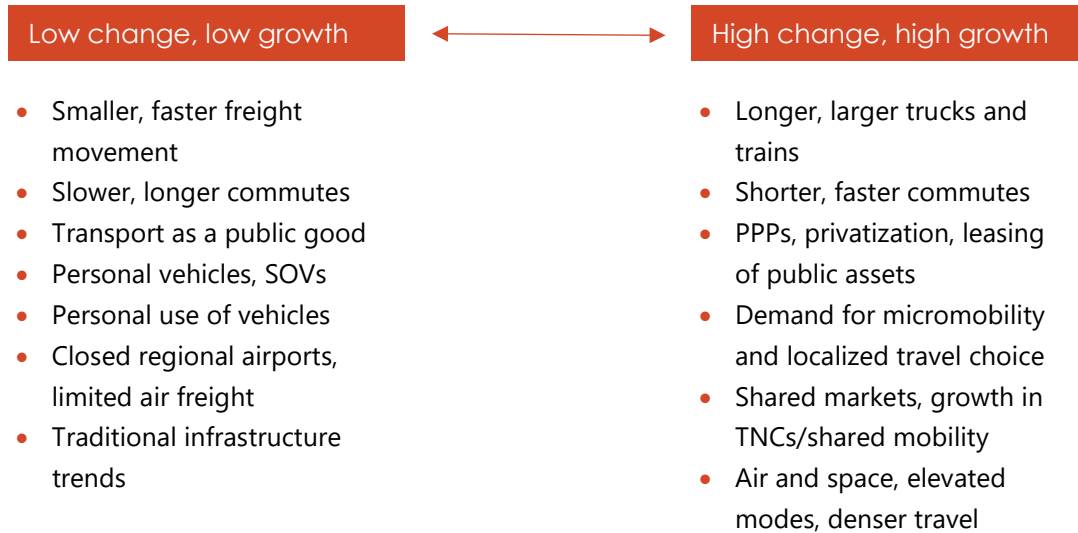 Low change, low growth
High change, high growth
• Smaller, faster freight
movement
• Slower, longer commutes
• Transport as a public good
• Personal vehicles, SOVs
• Personal use of vehicles
• Closed regional airports,
limited air freight
• Traditional infrastructure
trends
• Longer, larger trucks and
trains
• Shorter, faster commutes
• PPPs, privatization, leasing
of public assets
• Demand for micromobility
and localized travel choice
• Shared markets, growth in
TNCs/shared mobility
• Air and space, elevated
modes, denser travel